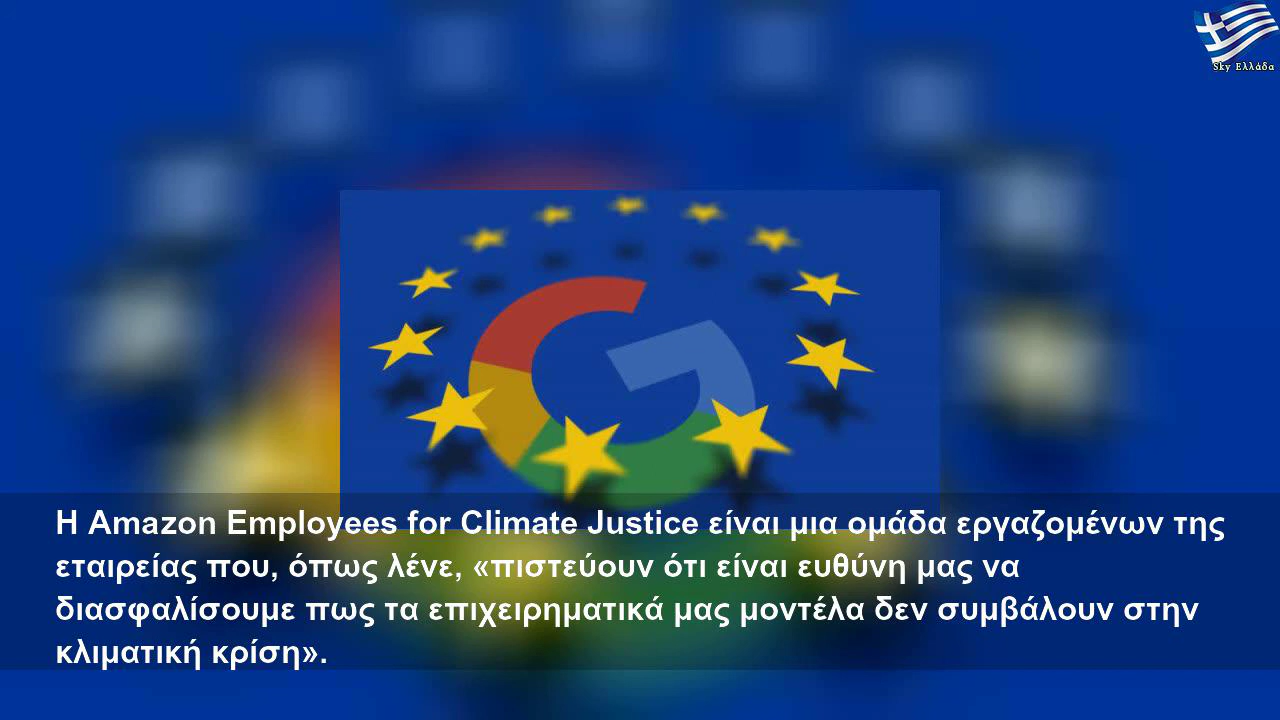 Sky Ελλάδα
Η Amazon Employees for Climate Justice είναι μια ομάδα εργαζομένων της
εταιρείας που, όπως λένε, «πιστεύουν ότι είναι ευθύνη μας να
διασφαλίσουμε πως τα επιχειρηματικά μας μοντέλα δεν συμβάλουν στην
κλιματική κρίση».